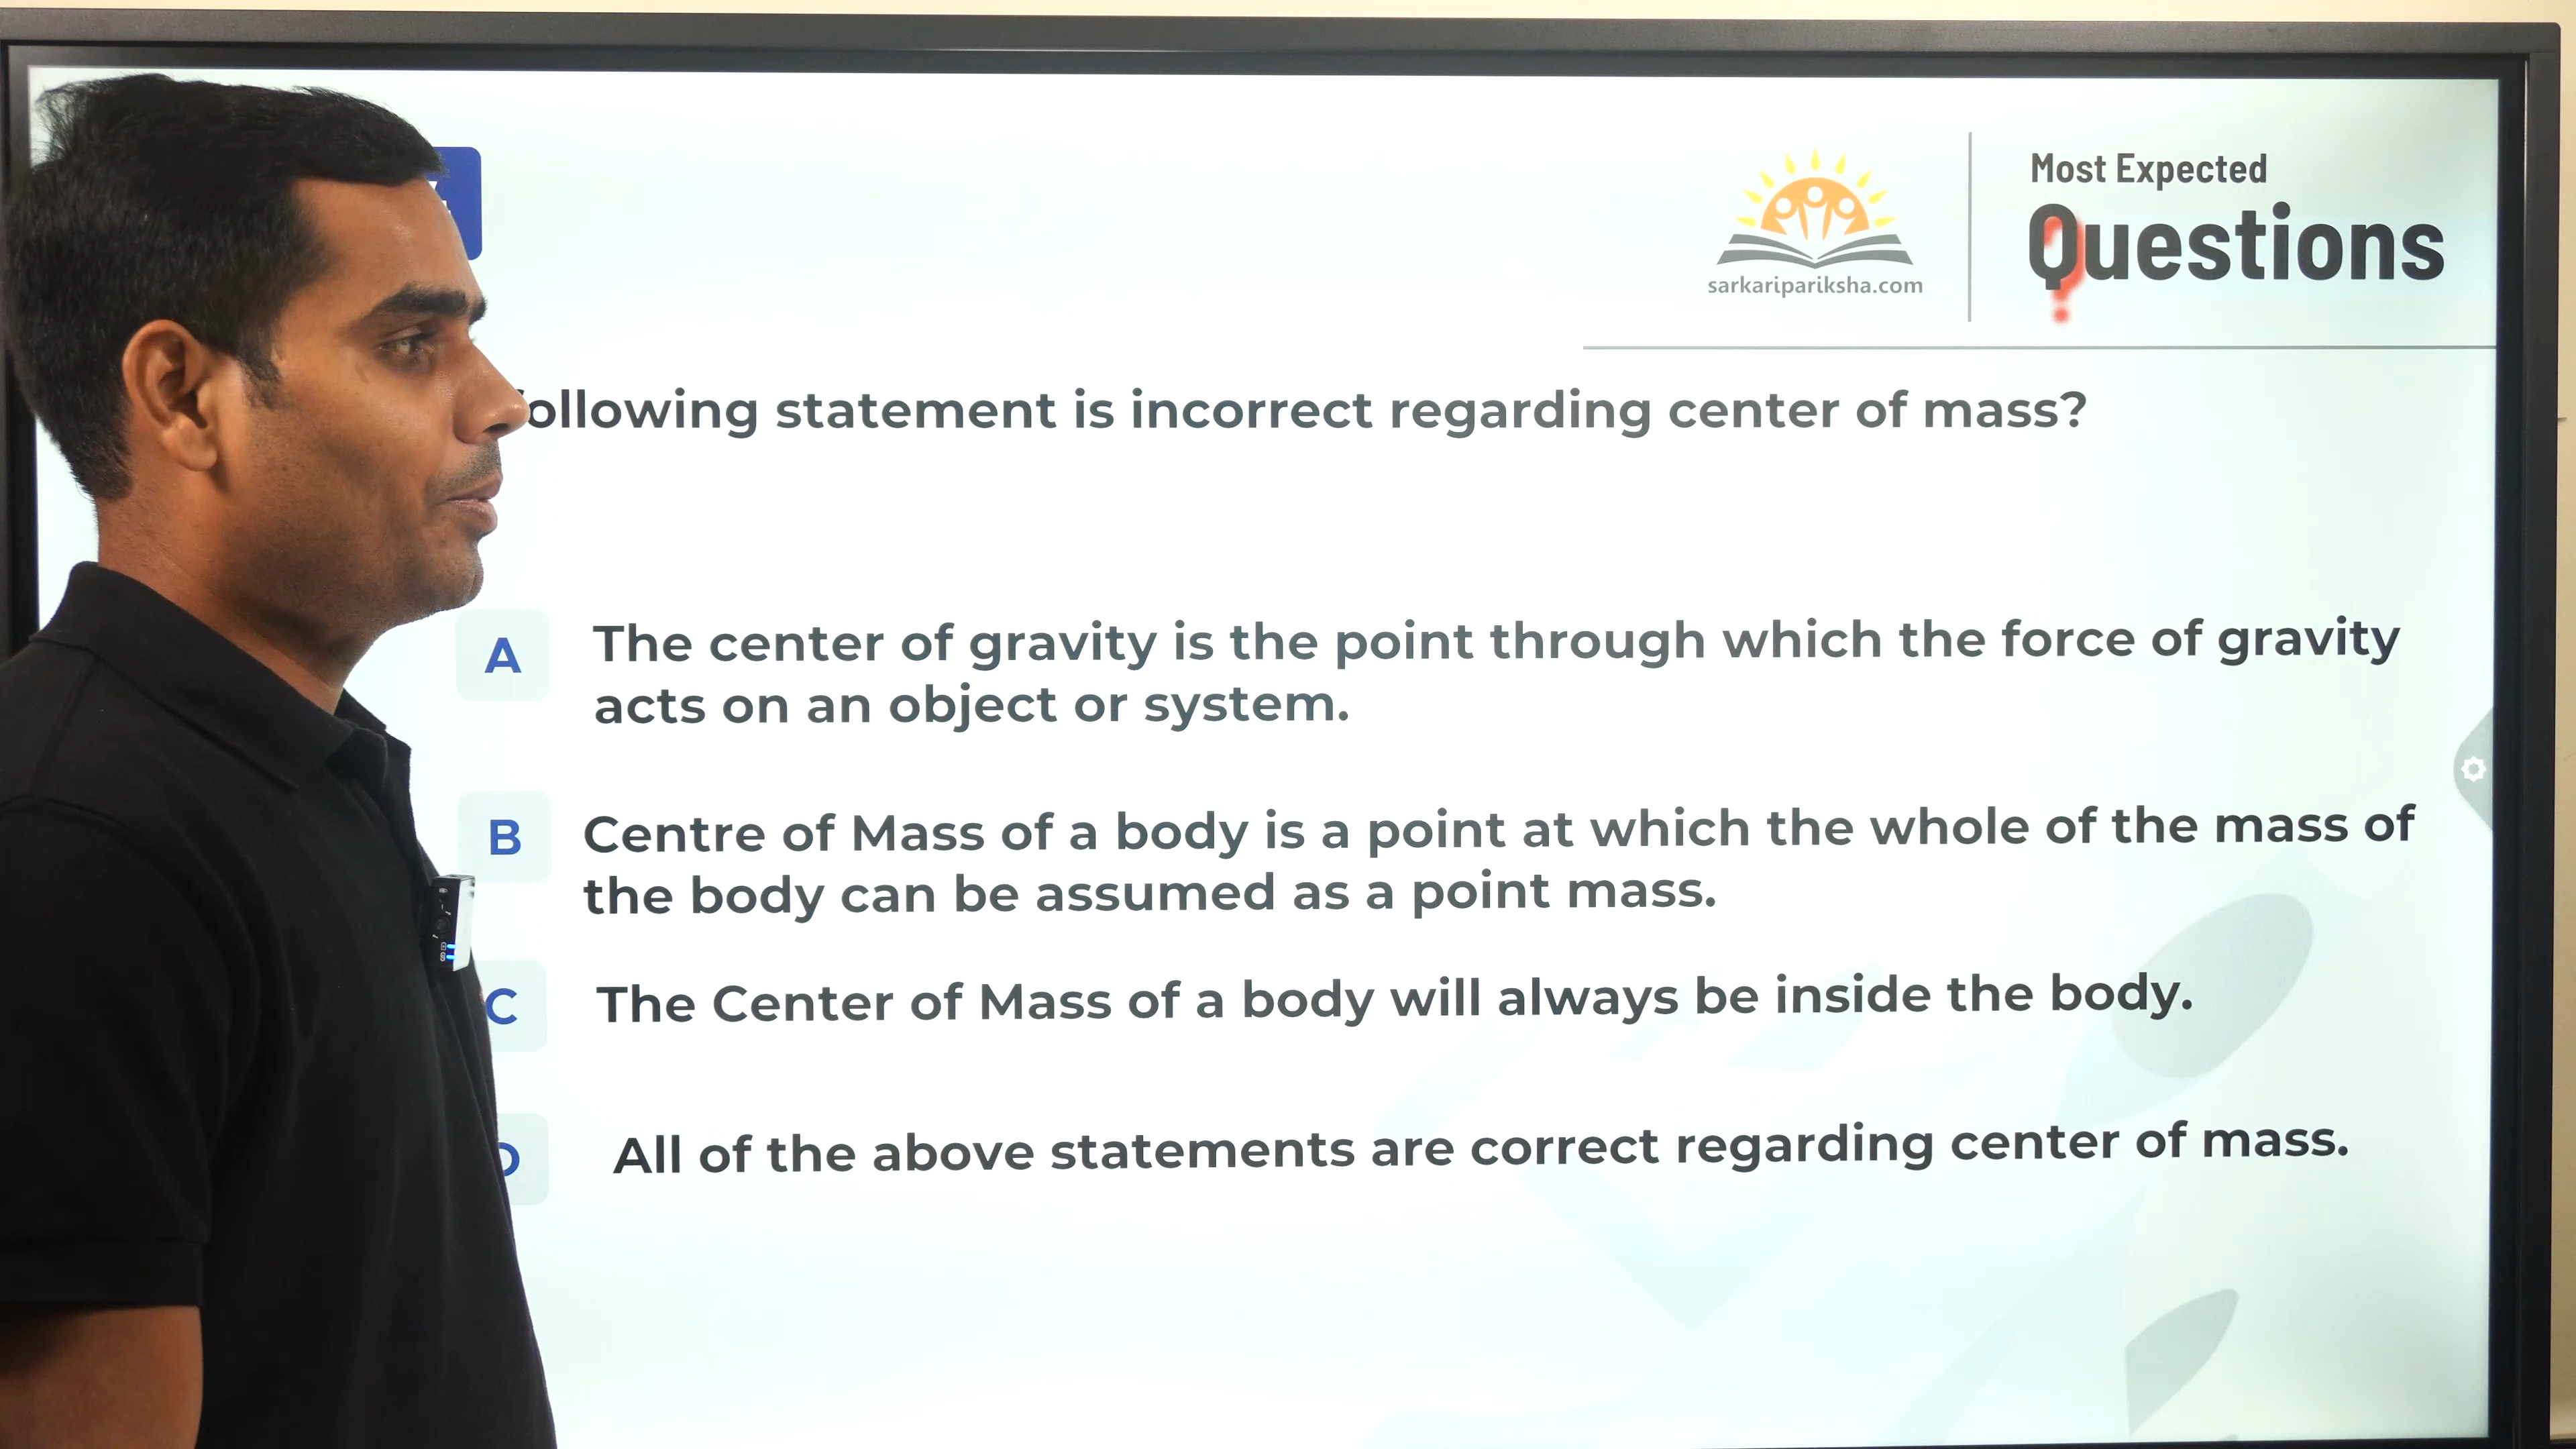 sarkaripariksha.com
Most Expected
Questions
following statement is incorrect regarding center of mass?
A
The center of gravity is the point through which the force of gravity
acts on an object or system.
B
Centre of Mass of a body is a point at which the whole of the mass of
the body can be assumed as a point mass.
C
The Center of Mass of a body will always be inside the body.
D
All of the above statements are correct regarding center of mass.